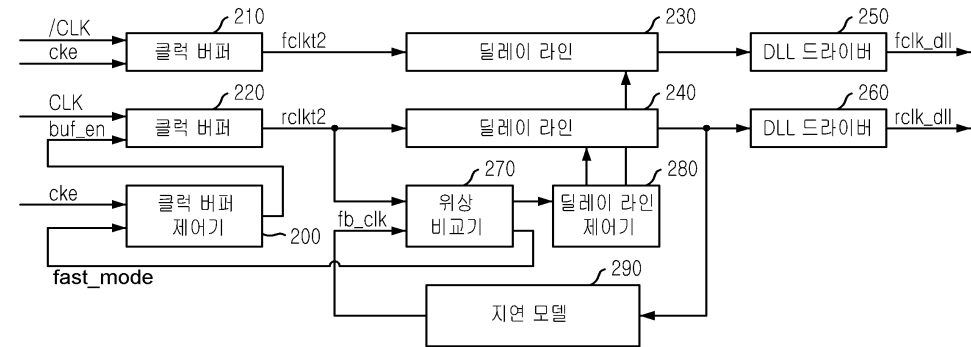 210
230
250
/CLK
cke
클럭 버퍼
fclkt2
딜레이 라인
DLL 드라이버
fclk_dll
220
240
260
CLK
buf_en
클럭 버퍼
rclkt2
딜레이 라인
DLL 드라이버
rclk_dll
270
280
cke
클럭 버퍼
제어기
200
fb_clk
위상
비교기
딜레이 라인
제어기
fast_mode
290
지연 모델